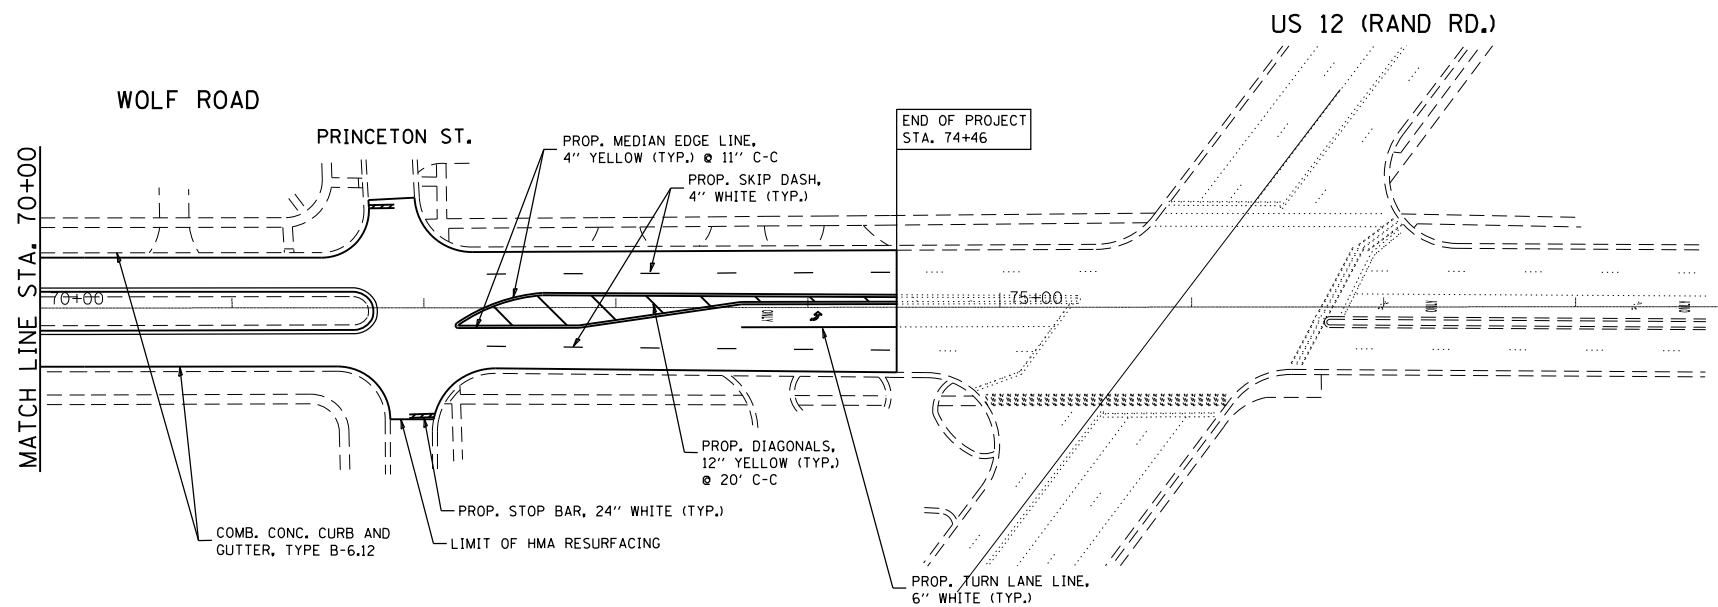 US 12 (RAND RD.)
WOLF ROAD
PRINCETON ST.
PROP. MEDIAN EDGE LINE,
4" YELLOW (TYP.) @ 11" C-C
END OF PROJECT
STA. 74+46
PROP. SKIP DASH,
4" WHITE (TYP.)
MATCH LINE STA. 70+00
70+00
75+00
ONLY
ONLY
ONLY
PROP. DIAGONALS,
12" YELLOW (TYP.)
@ 20' C-C
PROP. STOP BAR, 24" WHITE (TYP.)
COMB. CONC. CURB AND
GUTTER, TYPE B-6.12
LIMIT OF HMA RESURFACING
PROP. TURN LANE LINE,
6" WHITE (TYP.)